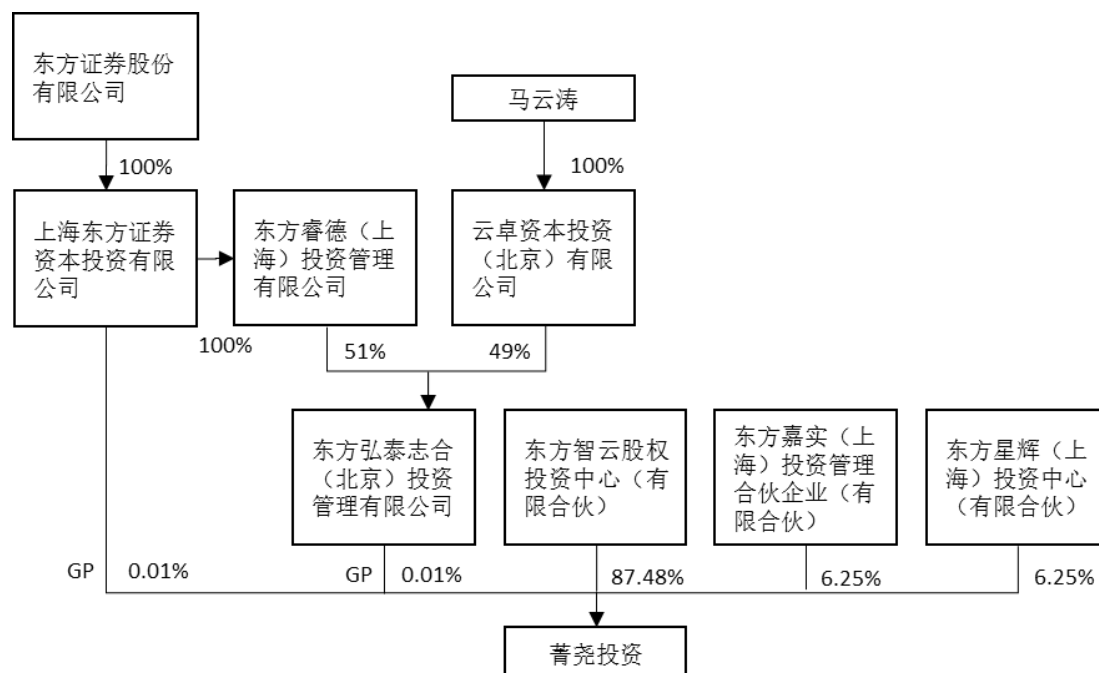 东方证券股份
有限公司
马云涛
100%
100%
上海东方证券
资本投资有限
公司
东方睿德（上
海）投资管理
有限公司
云卓资本投资
（北京）有限
公司
100%
51%
49%
东方弘泰志合
（北京）投资
管理有限公司
东方智云股权
投资中心（有
限合伙）
东方嘉实（上
海）投资管理
合伙企业（有
限合伙）
东方星辉（上
海）投资中心
（有限合伙）
GP
0.01%
GP
0.01%
87.48%
6.25%
6.25%
菁尧投资